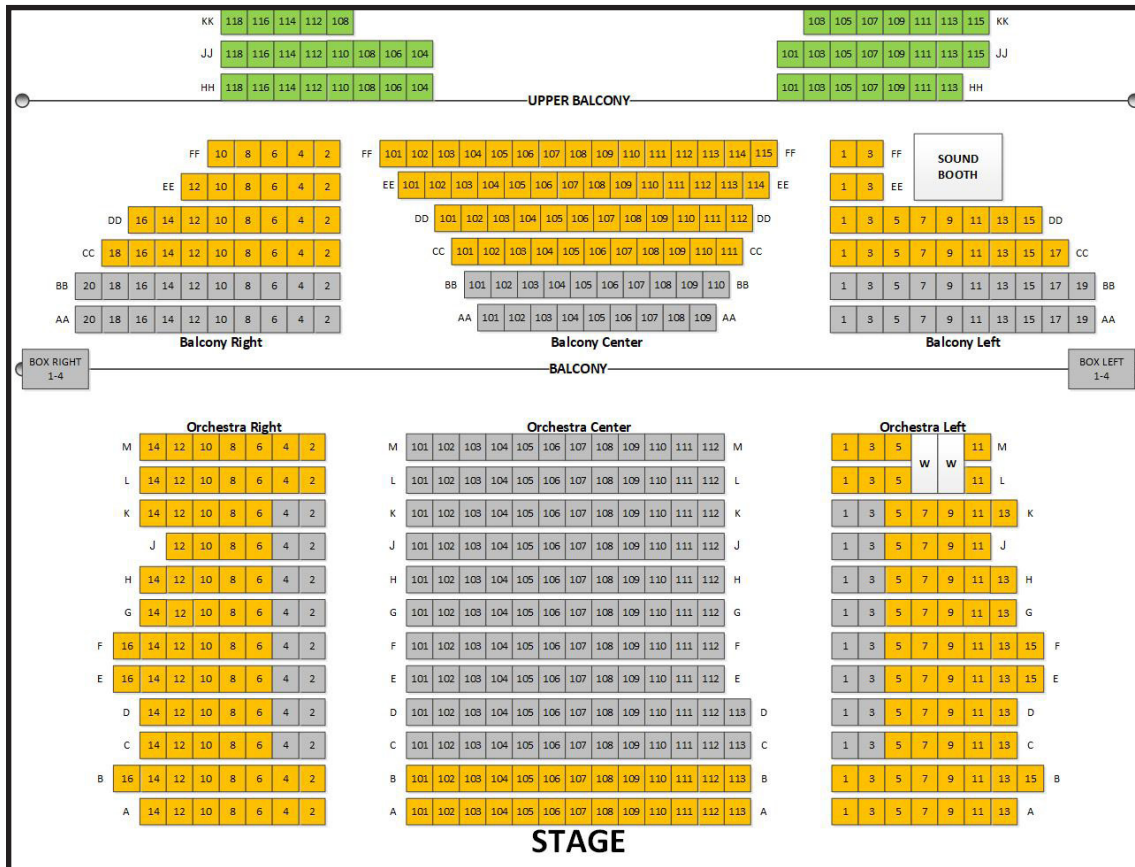 KK 118 116 114 112 108 103 105 107 109 111 113 115 KK
JJ 118 116 114 112 110 108 106 104 101 103 105 107 109 111 113 115 JJ
HH 118 116 114 112 110 108 106 104 101 103 105 107 109 111 113 HH
UPPER BALCONY
FF 10 8 6 4 2 FF 101 102 103 104 105 106 107 108 109 110 111 112 113 114 115 FF 1 3 FF
SOUND
BOOTH
EE 12 10 8 6 4 2 EE 101 102 103 104 105 106 107 108 109 110 111 112 113 114 EE 1 3 EE
DD 16 14 12 10 8 6 4 2 DD 101 102 103 104 105 106 107 108 109 110 111 112 DD 1 3 5 7 9 11 13 15 DD
CC 18 16 14 12 10 8 6 4 2 CC 101 102 103 104 105 106 107 108 109 110 111 CC 1 3 5 7 9 11 13 15 17 CC
BB 20 18 16 14 12 10 8 6 4 2 BB 101 102 103 104 105 106 107 108 109 110 BB 1 3 5 7 9 11 13 15 17 19 BB
AA 20 18 16 14 12 10 8 6 4 2 AA 101 102 103 104 105 106 107 108 109 AA 1 3 5 7 9 11 13 15 17 19 AA
Balcony Right Balcony Center Balcony Left
BOX RIGHT
1-4
BALCONY
BOX LEFT
1-4
Orchestra Right Orchestra Center Orchestra Left
M 14 12 10 8 6 4 2 M 101 102 103 104 105 106 107 108 109 110 111 112 M 1 3 5 11 M
W W
L 14 12 10 8 6 4 2 L 101 102 103 104 105 106 107 108 109 110 111 112 L 1 3 5 11 L
K 14 12 10 8 6 4 2 K 101 102 103 104 105 106 107 108 109 110 111 112 K 1 3 5 7 9 11 13 K
J 12 10 8 6 4 2 J 101 102 103 104 105 106 107 108 109 110 111 112 J 1 3 5 7 9 11 J
H 14 12 10 8 6 4 2 H 101 102 103 104 105 106 107 108 109 110 111 112 H 1 3 5 7 9 11 13 H
G 14 12 10 8 6 4 2 G 101 102 103 104 105 106 107 108 109 110 111 112 G 1 3 5 7 9 11 13 G
F 16 14 12 10 8 6 4 2 F 101 102 103 104 105 106 107 108 109 110 111 112 F 1 3 5 7 9 11 13 15 F
E 16 14 12 10 8 6 4 2 E 101 102 103 104 105 106 107 108 109 110 111 112 E 1 3 5 7 9 11 13 15 E
D 14 12 10 8 6 4 2 D 101 102 103 104 105 106 107 108 109 110 111 112 113 D 1 3 5 7 9 11 13 D
C 14 12 10 8 6 4 2 C 101 102 103 104 105 106 107 108 109 110 111 112 113 C 1 3 5 7 9 11 13 C
B 16 14 12 10 8 6 4 2 B 101 102 103 104 105 106 107 108 109 110 111 112 113 B 1 3 5 7 9 11 13 15 B
A 14 12 10 8 6 4 2 A 101 102 103 104 105 106 107 108 109 110 111 112 113 A 1 3 5 7 9 11 13 A
STAGE